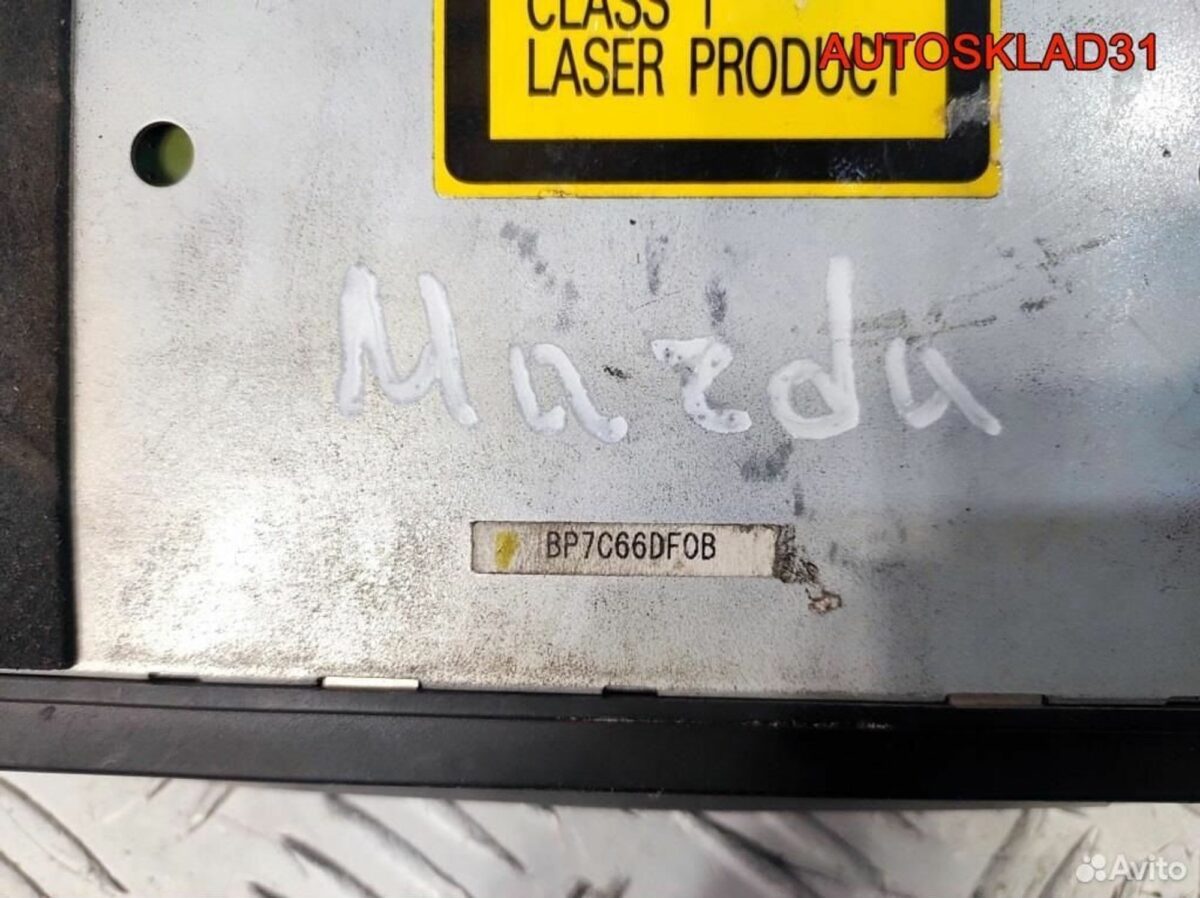 CLASS 1
LASER PRODUCT
AUTOSKLAD31
Mazda
BP7C66DF0B
Avito